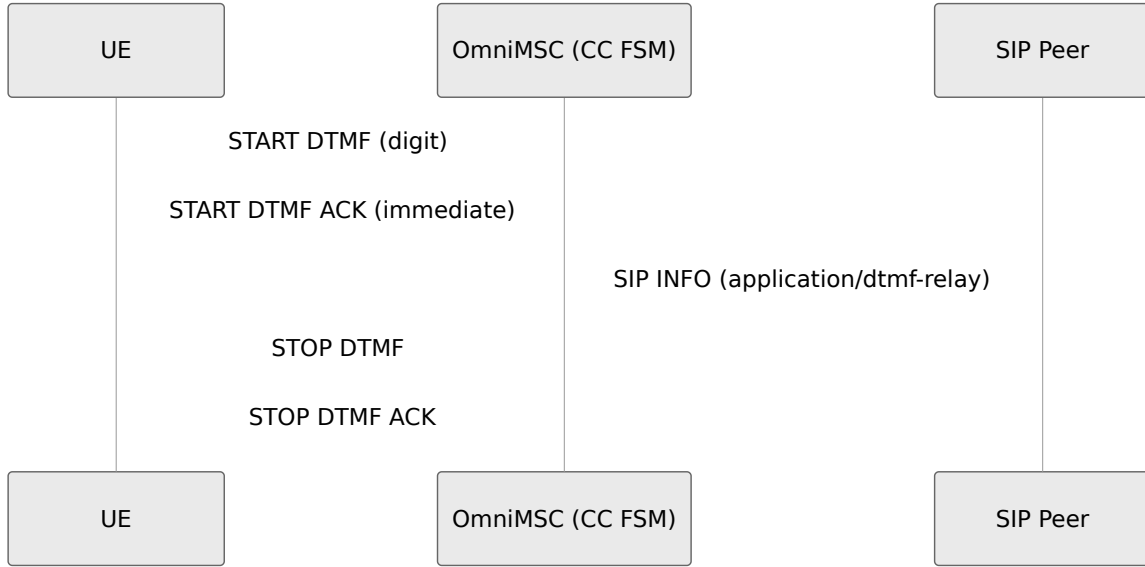 UE
OmniMSC (CC FSM)
SIP Peer
START DTMF (digit)
START DTMF ACK (immediate)
SIP INFO (application/dtmf-relay)
STOP DTMF
STOP DTMF ACK
UE
OmniMSC (CC FSM)
SIP Peer